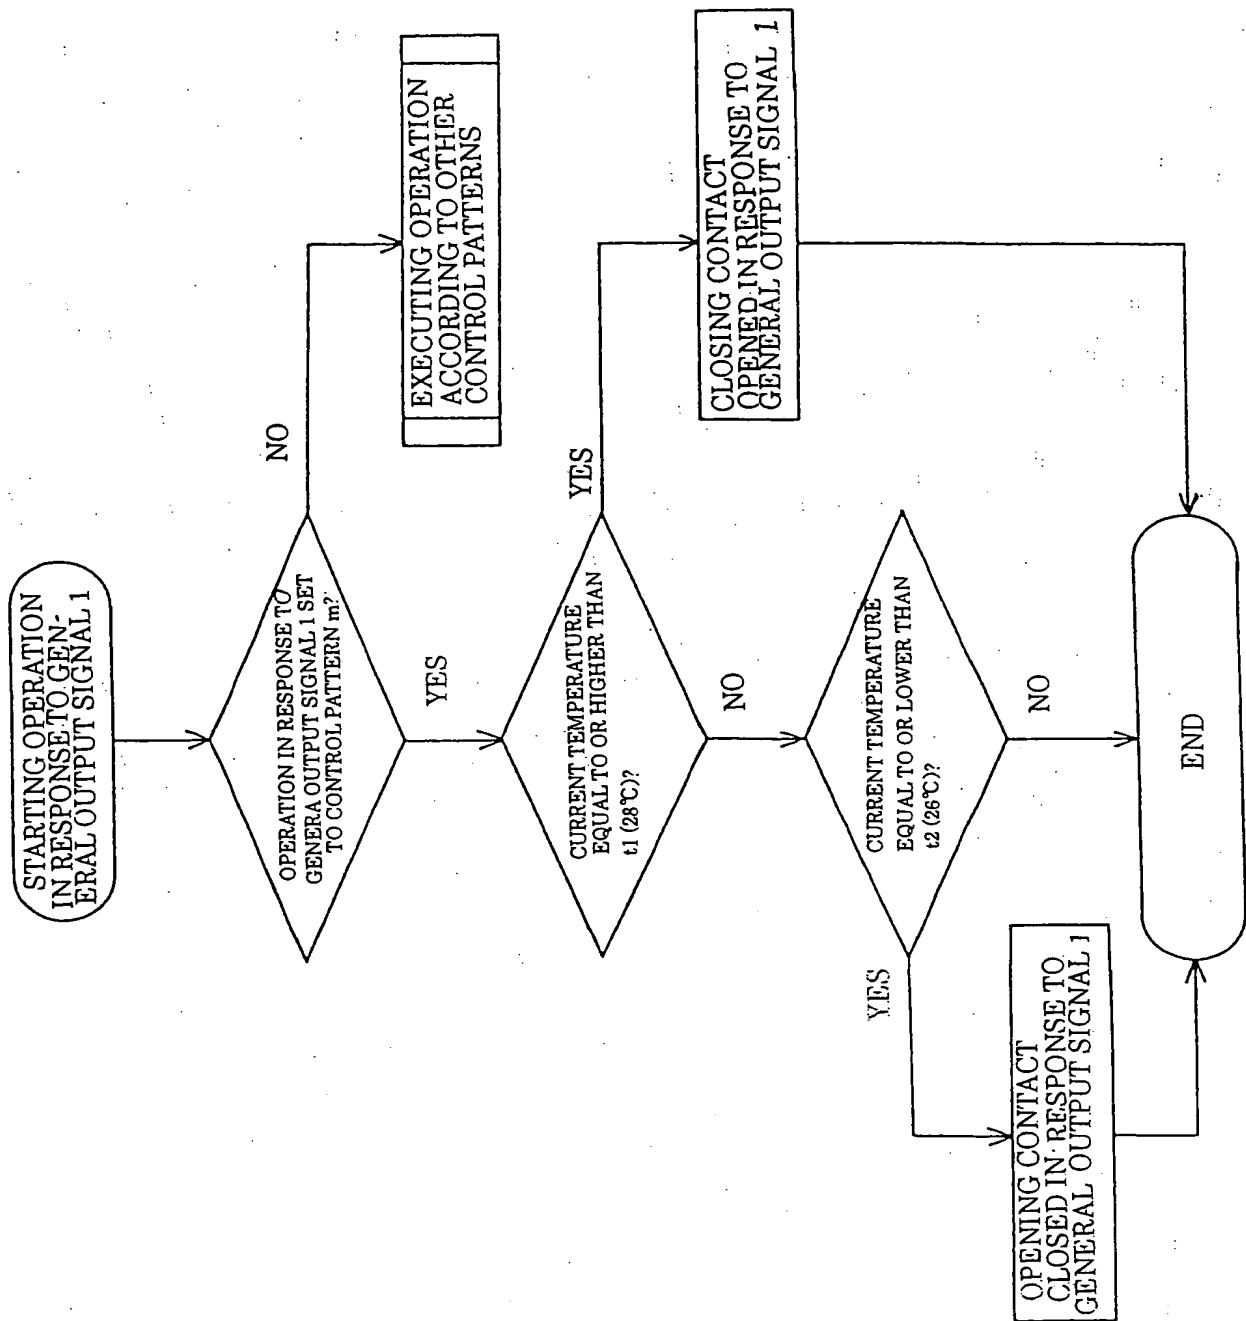 STARTING OPERATION
IN RESPONSE TO GEN-
ERAL OUTPUT SIGNAL 1
OPERATION IN RESPONSE TO
GENERA OUTPUT SIGNAL 1 SET
TO CONTROL PATTERN m?
NO
EXECUTING OPERATION
ACCORDING TO OTHER
CONTROL PATTERNS
YES
CURRENT TEMPERATURE
EQUAL TO OR HIGHER THAN
t1 (28℃)?
YES
CLOSING CONTACT
OPENED IN RESPONSE TO
GENERAL OUTPUT SIGNAL 1
NO
CURRENT TEMPERATURE
EQUAL TO OR LOWER THAN
t2 (26℃)?
YES
OPENING CONTACT
CLOSED IN RESPONSE TO
GENERAL OUTPUT SIGNAL 1
NO
END